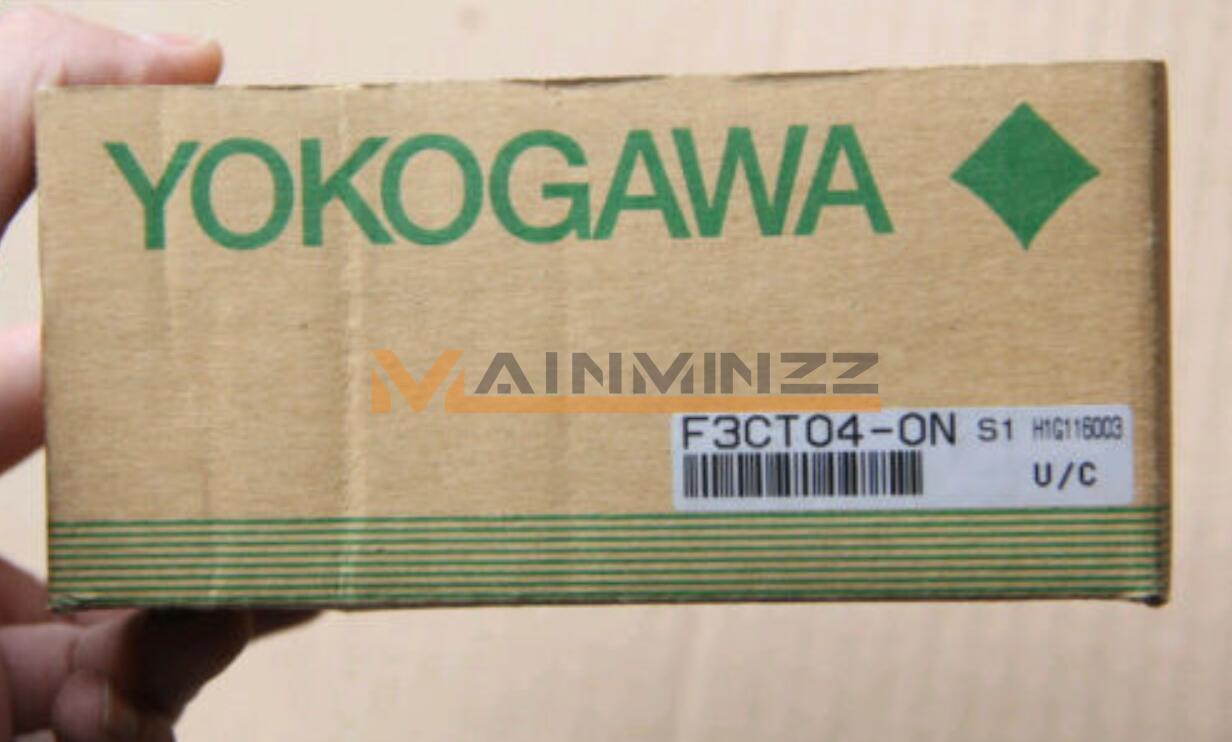 YOKOGAWA
MAINMINZZ
F3CT04-0N S1 H1G116003
U/C